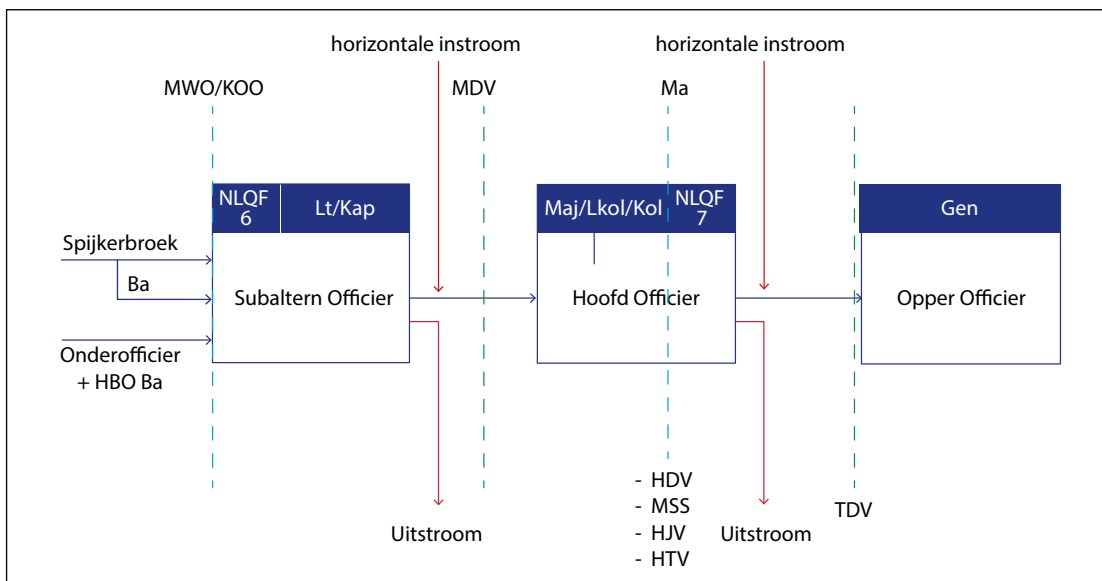 horizontale instroom
horizontale instroom
MWO/KOO
MDV
Ma
NLQF
6
Lt/Kap
Maj/Lkol/Kol
NLQF
7
Gen
Spijkerbroek
Ba
Subaltern Officier
Hoofd Officier
Opper Officier
Onderofficier
+ HBO Ba
- HDV
- MSS
- HJV
- HTV
Uitstroom
Uitstroom
TDV